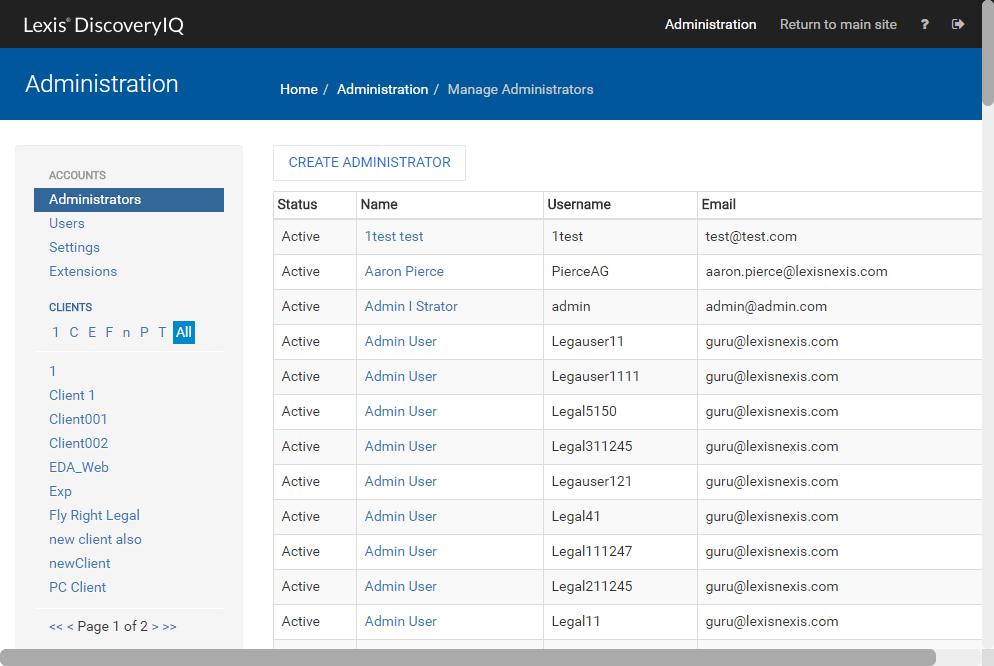 Lexis® DiscoveryIQ Administration Return to main site ?
Administration Home / Administration / Manage Administrators
ACCOUNTS
Administrators
Users
Settings
Extensions
CLIENTS
1 C E F n P T All
1
Client 1
Client001
Client002
EDA_Web
Exp
Fly Right Legal
new client also
newClient
PC Client
<< < Page 1 of 2 > >>
CREATE ADMINISTRATOR
Status Name Username Email
Active 1test test 1test test@test.com
Active Aaron Pierce PierceAG aaron.pierce@lexisnexis.com
Active Admin I Strator admin admin@admin.com
Active Admin User Legauser11 guru@lexisnexis.com
Active Admin User Legauser1111 guru@lexisnexis.com
Active Admin User Legal5150 guru@lexisnexis.com
Active Admin User Legal311245 guru@lexisnexis.com
Active Admin User Legauser121 guru@lexisnexis.com
Active Admin User Legal41 guru@lexisnexis.com
Active Admin User Legal111247 guru@lexisnexis.com
Active Admin User Legal211245 guru@lexisnexis.com
Active Admin User Legal11 guru@lexisnexis.com